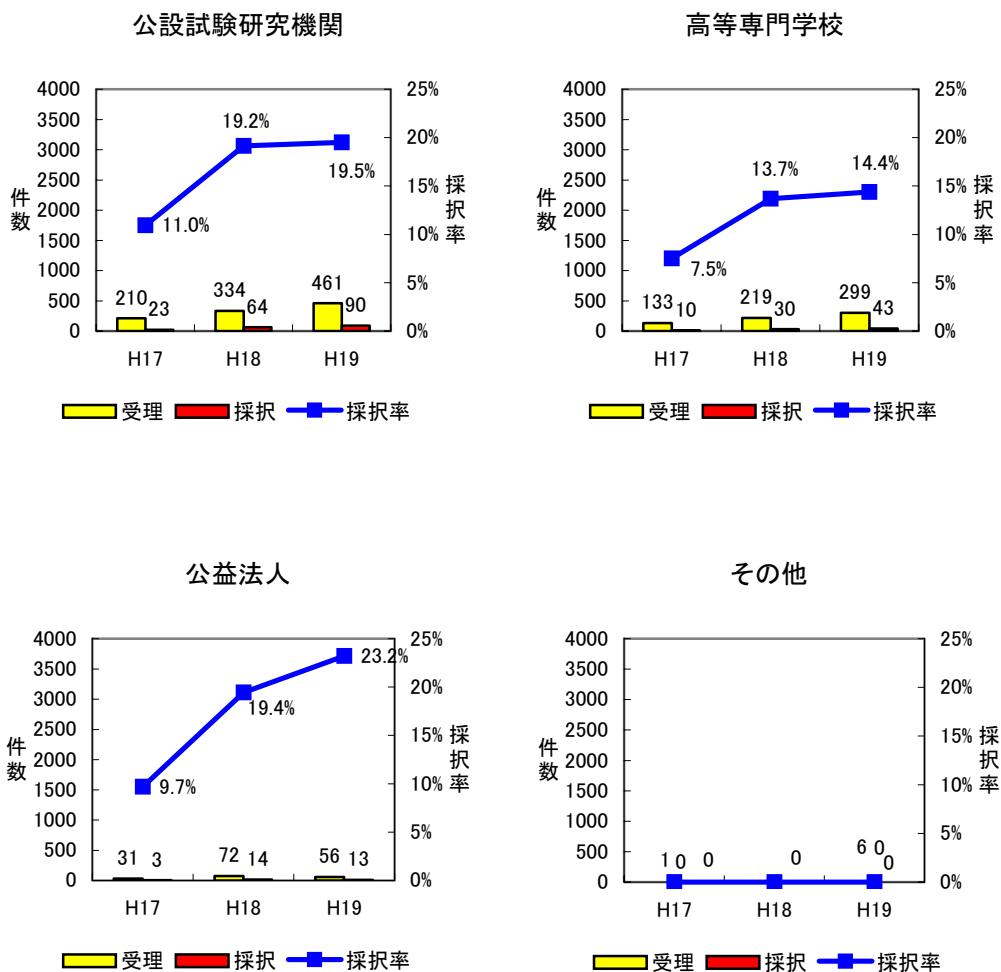 公設試験研究機関
4000
3500
3000
2500
2000
1500
1000
500
0
件数
25%
20%
15%
10%
5%
0%
採択率
11.0%
19.2%
19.5%
210
23
334
64
461
90
H17
H18
H19
受理
採択
採択率
高等専門学校
4000
3500
3000
2500
2000
1500
1000
500
0
件数
25%
20%
15%
10%
5%
0%
採択率
7.5%
13.7%
14.4%
133
10
219
30
299
43
H17
H18
H19
受理
採択
採択率
公益法人
4000
3500
3000
2500
2000
1500
1000
500
0
件数
25%
20%
15%
10%
5%
0%
採択率
9.7%
19.4%
23.2%
31
3
72
14
56
13
H17
H18
H19
受理
採択
採択率
その他
4000
3500
3000
2500
2000
1500
1000
500
0
件数
25%
20%
15%
10%
5%
0%
採択率
1
0
0
0
6
0
0
H17
H18
H19
受理
採択
採択率